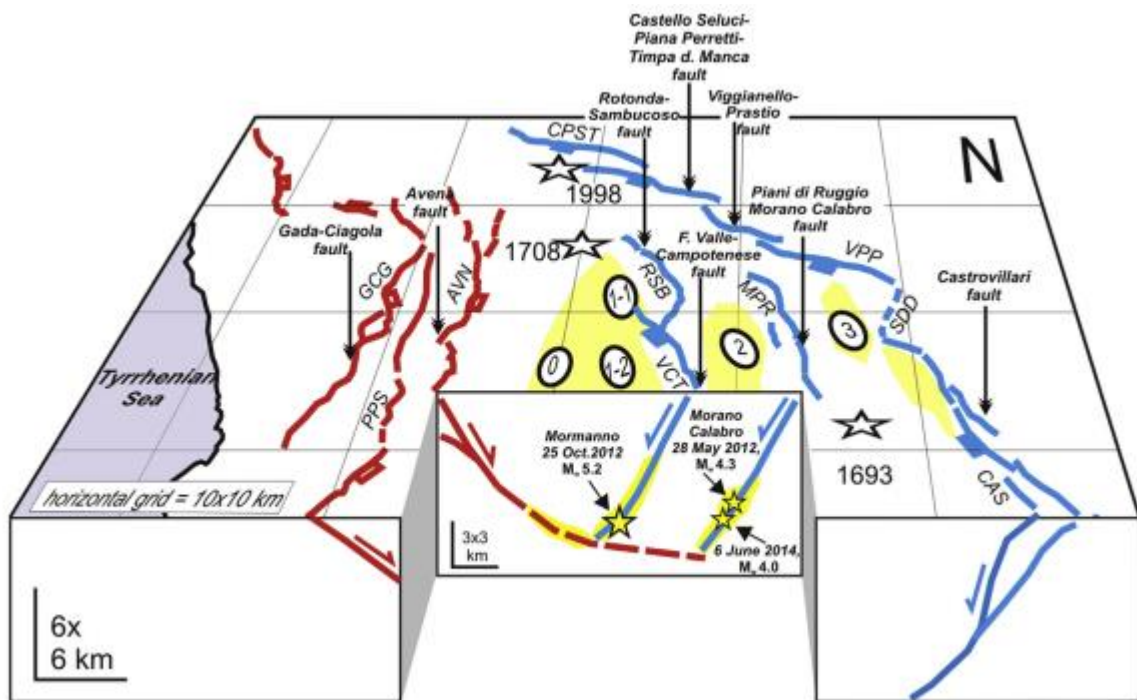 Castello Seluci-
Piana Perretti-
Timpa d. Manca
fault
Rotonda-
Sambucoso
fault
Viggianello-
Prastio
fault
CPST
N
1998
Avena
fault
Piani di Ruggio
Morano Calabro
fault
Gada-Ciagola
fault
1708
F. Valle-
Campotenese
fault
VPP
GCG
AVN
RSB
MPR
SDD
Castrovillari
fault
1-1
0
1-2
2
3
VCT
Tyrrhenian
Sea
PPS
Mormanno
25 Oct.2012
Mw 5.2
Morano
Calabro
28 May 2012,
Mw 4.3
1693
CAS
horizontal grid = 10x10 km
3x3
km
6 June 2014,
Mw 4.0
6x
6 km